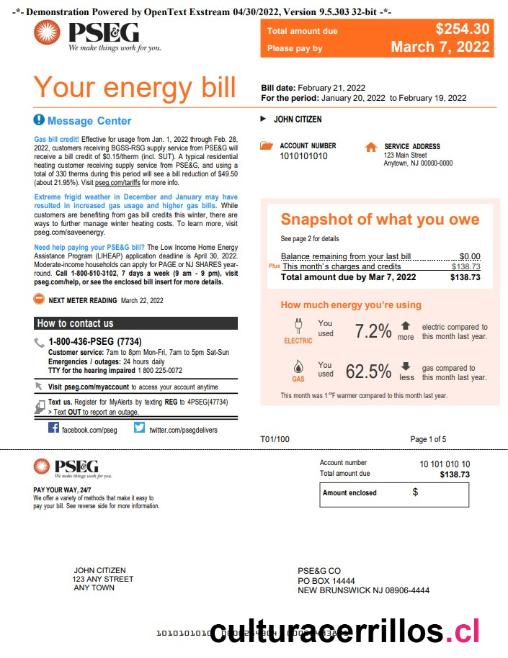 -*- Demonstration Powered by OpenText Exstream 04/30/2022, Version 9.5.303 32-bit -*-
PSE&G
We make things work for you.
Total amount due $254.30
Please pay by March 7, 2022
Your energy bill
Bill date: February 21, 2022
For the period: January 20, 2022 to February 19, 2022
Message Center
Gas bill credit! Effective for usage from Jan. 1, 2022 through Feb. 28,
2022, customers receiving BGSS-RSG supply service from PSE&G will
receive a bill credit of $0.15/therm (incl. SUT). A typical residential
heating customer receiving supply service from PSE&G, and using a
total of 330 therms during this period will see a bill reduction of $49.50
(about 21.95%). Visit pseg.com/tariffs for more info.
Extreme frigid weather in December and January may have
resulted in increased gas usage and higher gas bills. While
customers are benefiting from gas bill credits this winter, there are
ways to further manage winter heating costs. To learn more, visit
pseg.com/saveenergy.
Need help paying your PSE&G bill? The Low Income Home Energy
Assistance Program (LIHEAP) application deadline is April 30, 2022.
Moderate-income households can apply for PAGE or NJ SHARES year-
round. Call 1-800-510-3102, 7 days a week (9 am - 9 pm), visit
pseg.com/help, or see the enclosed bill insert for more details.
NEXT METER READING March 22, 2022
How to contact us
1-800-436-PSEG (7734)
Customer service: 7am to 8pm Mon-Fri, 7am to 5pm Sat-Sun
Emergencies / outages: 24 hours daily
TTY for the hearing impaired 1 800 225-0072
Visit pseg.com/myaccount to access your account anytime
Text us. Register for MyAlerts by texting REG to 4PSEG(47734)
> Text OUT to report an outage.
facebook.com/pseg twitter.com/psegdelivers
JOHN CITIZEN
ACCOUNT NUMBER
1010101010
SERVICE ADDRESS
123 Main Street
Anytown, NJ 00000-0000
Snapshot of what you owe
See page 2 for details
Balance remaining from your last bill $0.00
Plus This month's charges and credits $138.73
Total amount due by Mar 7, 2022 $138.73
How much energy you're using
ELECTRIC You used 7.2% more electric compared to this month last year.
GAS You used 62.5% less gas compared to this month last year.
This month was 1 °F warmer compared to this month last year.
T01/100 Page 1 of 5
PSE&G
We make things work for you.
PAY YOUR WAY, 24/7
We offer a variety of methods that make it easy to
pay your bill. See reverse side for more information.
Account number 10 101 010 10
Total amount due $138.73
Amount enclosed $
JOHN CITIZEN
123 ANY STREET
ANY TOWN
PSE&G CO
PO BOX 14444
NEW BRUNSWICK NJ 08906-4444
1010101010
culturacerrillos.cl